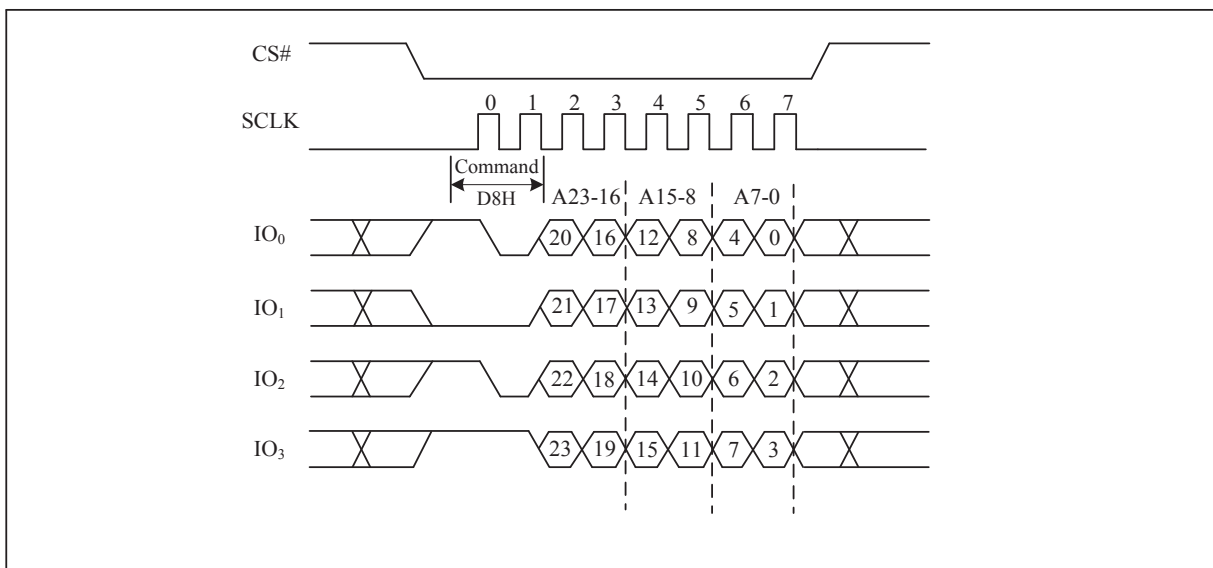 CS#
0 1 2 3 4 5 6 7
SCLK
Command
D8H
A23-16 A15-8 A7-0
IO0 20 16 12 8 4 0
IO1 21 17 13 9 5 1
IO2 22 18 14 10 6 2
IO3 23 19 15 11 7 3